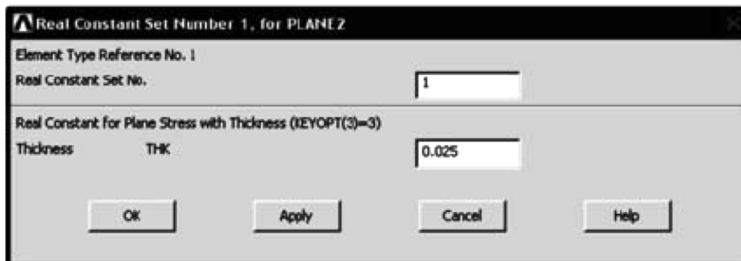 Real Constant Set Number 1, for PLANE2
Element Type Reference No. 1
Real Constant Set No. 1
Real Constant for Plane Stress with Thickness (KEYOPT(3)=3)
Thickness THK 0.025
OK Apply Cancel Help